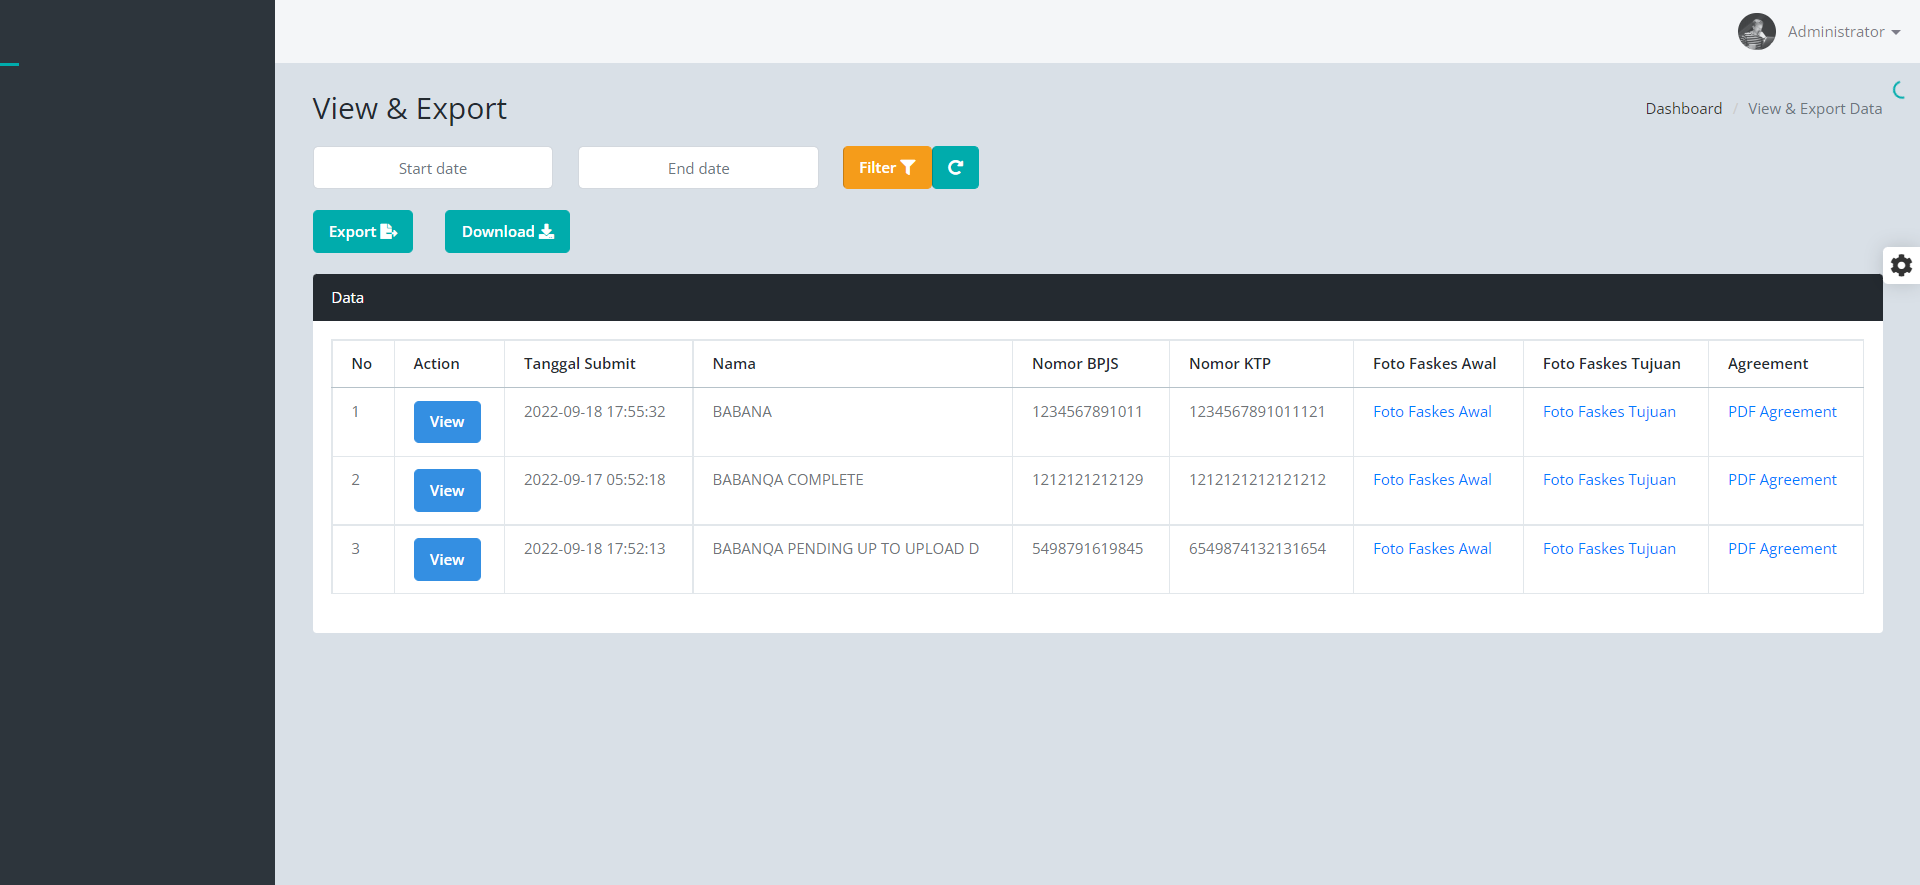 Administrator
View & Export
Dashboard / View & Export Data
Start date End date Filter
Export Download
Data
No Action Tanggal Submit Nama Nomor BPJS Nomor KTP Foto Faskes Awal Foto Faskes Tujuan Agreement
1 View 2022-09-18 17:55:32 BABANA 1234567891011 1234567891011121 Foto Faskes Awal Foto Faskes Tujuan PDF Agreement
2 View 2022-09-17 05:52:18 BABANQA COMPLETE 1212121212129 1212121212121212 Foto Faskes Awal Foto Faskes Tujuan PDF Agreement
3 View 2022-09-18 17:52:13 BABANQA PENDING UP TO UPLOAD D 5498791619845 6549874132131654 Foto Faskes Awal Foto Faskes Tujuan PDF Agreement